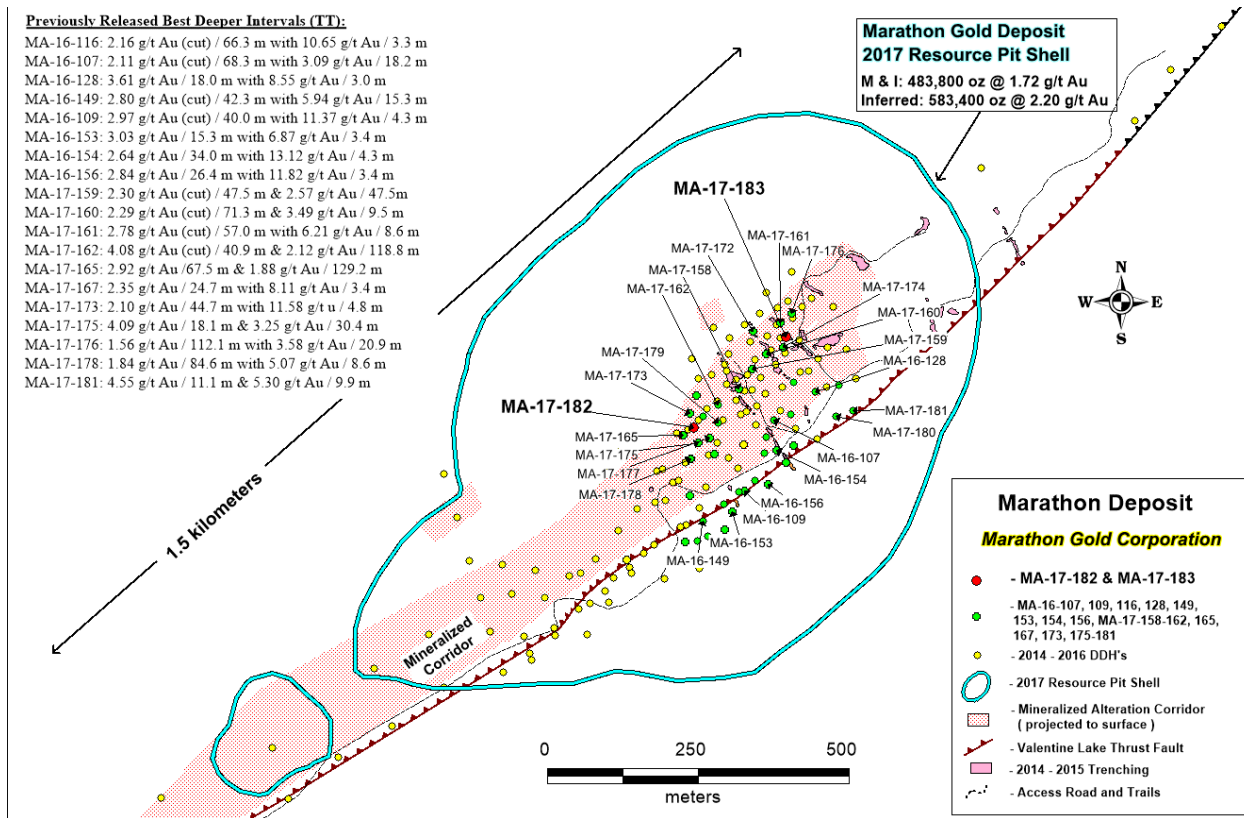 Previously Released Best Deeper Intervals (TT):
MA-16-116: 2.16 g/t Au (cut) / 66.3 m with 10.65 g/t Au / 3.3 m
MA-16-107: 2.11 g/t Au (cut) / 68.3 m with 3.09 g/t Au / 18.2 m
MA-16-128: 3.61 g/t Au / 18.0 m with 8.55 g/t Au / 3.0 m
MA-16-149: 2.80 g/t Au (cut) / 42.3 m with 5.94 g/t Au / 15.3 m
MA-16-109: 2.97 g/t Au (cut) / 40.0 m with 11.37 g/t Au / 4.3 m
MA-16-153: 3.03 g/t Au / 15.3 m with 6.87 g/t Au / 3.4 m
MA-16-154: 2.64 g/t Au / 34.0 m with 13.12 g/t Au / 4.3 m
MA-16-156: 2.84 g/t Au / 26.4 m with 11.82 g/t Au / 3.4 m
MA-17-159: 2.30 g/t Au (cut) / 47.5 m & 2.57 g/t Au / 47.5m
MA-17-160: 2.29 g/t Au (cut) / 71.3 m & 3.49 g/t Au / 9.5 m
MA-17-161: 2.78 g/t Au (cut) / 57.0 m with 6.21 g/t Au / 8.6 m
MA-17-162: 4.08 g/t Au (cut) / 40.9 m & 2.12 g/t Au / 118.8 m
MA-17-165: 2.92 g/t Au /67.5 m & 1.88 g/t Au / 129.2 m
MA-17-167: 2.35 g/t Au / 24.7 m with 8.11 g/t Au / 3.4 m
MA-17-173: 2.10 g/t Au / 44.7 m with 11.58 g/t u / 4.8 m
MA-17-175: 4.09 g/t Au / 18.1 m & 3.25 g/t Au / 30.4 m
MA-17-176: 1.56 g/t Au / 112.1 m with 3.58 g/t Au / 20.9 m
MA-17-178: 1.84 g/t Au / 84.6 m with 5.07 g/t Au / 8.6 m
MA-17-181: 4.55 g/t Au / 11.1 m & 5.30 g/t Au / 9.9 m
Marathon Gold Deposit
2017 Resource Pit Shell
M & I: 483,800 oz @ 1.72 g/t Au
Inferred: 583,400 oz @ 2.20 g/t Au
MA-17-183
MA-17-161
MA-17-172
MA-17-176
MA-17-158
MA-17-162
MA-17-174
MA-17-160
MA-17-159
MA-16-128
MA-17-179
MA-17-173
MA-17-182
MA-17-181
MA-17-180
MA-17-165
MA-17-175
MA-17-177
MA-17-178
MA-16-107
MA-16-154
MA-16-156
MA-16-109
MA-16-153
MA-16-149
N
W E
S
1.5 kilometers
Mineralized
Corridor
0 250 500
meters
Marathon Deposit
Marathon Gold Corporation
- MA-17-182 & MA-17-183
- MA-16-107, 109, 116, 128, 149,
153, 154, 156, MA-17-158-162, 165,
167, 173, 175-181
- 2014 - 2016 DDH's
- 2017 Resource Pit Shell
- Mineralized Alteration Corridor
( projected to surface )
- Valentine Lake Thrust Fault
- 2014 - 2015 Trenching
- Access Road and Trails